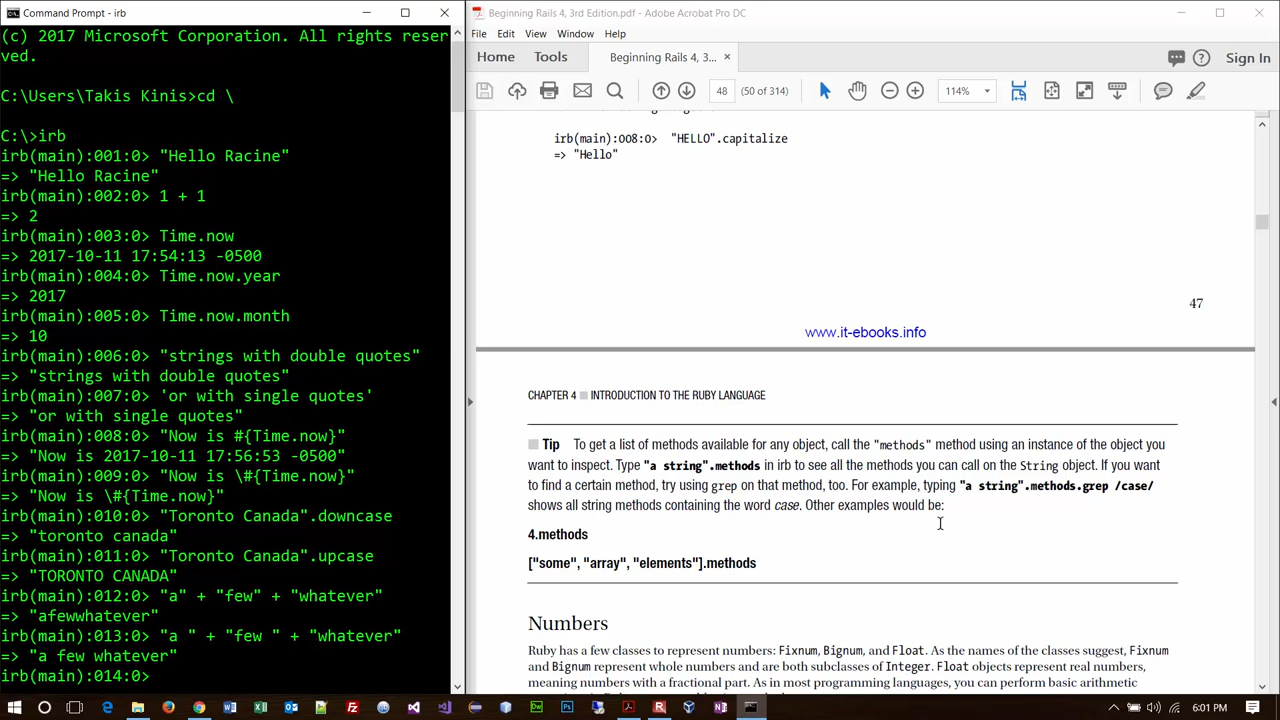 Command Prompt - irb
(c) 2017 Microsoft Corporation. All rights reser
ved.
C:\Users\Takis Kinis>cd \
C:\>irb
irb(main):001:0> "Hello Racine"
=> "Hello Racine"
irb(main):002:0> 1 + 1
=> 2
irb(main):003:0> Time.now
=> 2017-10-11 17:54:13 -0500
irb(main):004:0> Time.now.year
=> 2017
irb(main):005:0> Time.now.month
=> 10
irb(main):006:0> "strings with double quotes"
=> "strings with double quotes"
irb(main):007:0> 'or with single quotes'
=> "or with single quotes"
irb(main):008:0> "Now is #{Time.now}"
=> "Now is 2017-10-11 17:56:53 -0500"
irb(main):009:0> "Now is \#{Time.now}"
=> "Now is \#{Time.now}"
irb(main):010:0> "Toronto Canada".downcase
=> "toronto canada"
irb(main):011:0> "Toronto Canada".upcase
=> "TORONTO CANADA"
irb(main):012:0> "a" + "few" + "whatever"
=> "afewwhatever"
irb(main):013:0> "a " + "few " + "whatever"
=> "a few whatever"
irb(main):014:0>
Beginning Rails 4, 3rd Edition.pdf - Adobe Acrobat Pro DC
File Edit View Window Help
Home Tools Beginning Rails 4, 3... × Sign In
48 (50 of 314) 114%
irb(main):008:0> "HELLO".capitalize
=> "Hello"
47
www.it-ebooks.info
CHAPTER 4 INTRODUCTION TO THE RUBY LANGUAGE
Tip To get a list of methods available for any object, call the "methods" method using an instance of the object you
want to inspect. Type "a string".methods in irb to see all the methods you can call on the String object. If you want
to find a certain method, try using grep on that method, too. For example, typing "a string".methods.grep /case/
shows all string methods containing the word case. Other examples would be:
4.methods
["some", "array", "elements"].methods
Numbers
Ruby has a few classes to represent numbers: Fixnum, Bignum, and Float. As the names of the classes suggest, Fixnum
and Bignum represent whole numbers and are both subclasses of Integer. Float objects represent real numbers,
meaning numbers with a fractional part. As in most programming languages, you can perform basic arithmetic
6:01 PM